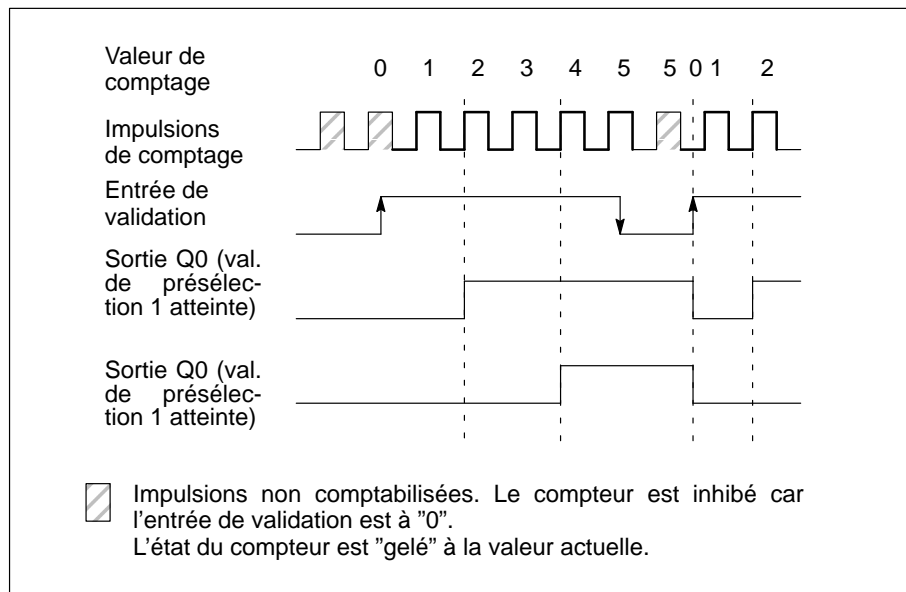 Valeur de
comptage
0 1 2 3 4 5 5 0 1 2
Impulsions
de comptage
Entrée de
validation
Sortie Q0 (val.
de présélec-
tion 1 atteinte)
Sortie Q0 (val.
de présélec-
tion 1 atteinte)
Impulsions non comptabilisées. Le compteur est inhibé car
l'entrée de validation est à ”0”.
L'état du compteur est ”gelé” à la valeur actuelle.